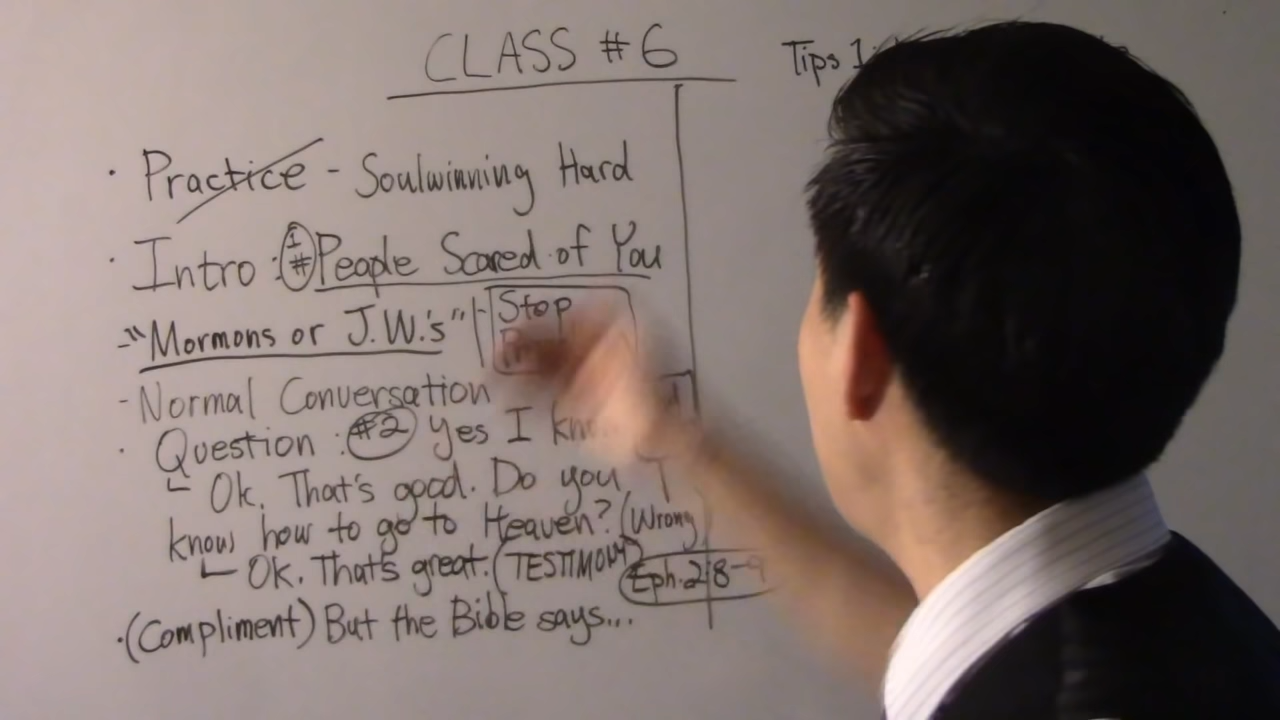 CLASS #6
Tips 1
· Practice - Soulwinning Hard
· Intro : #1 People Scared of You
- "Mormons or J.W.'s" - Stop
- Normal Conversation
· Question : #2 Yes I
Ok. That's good. Do you
know how to go to Heaven? (Wrong)
Ok. That's great. (TESTIMONY) Eph. 2:8-9
· (Compliment) But the Bible says...